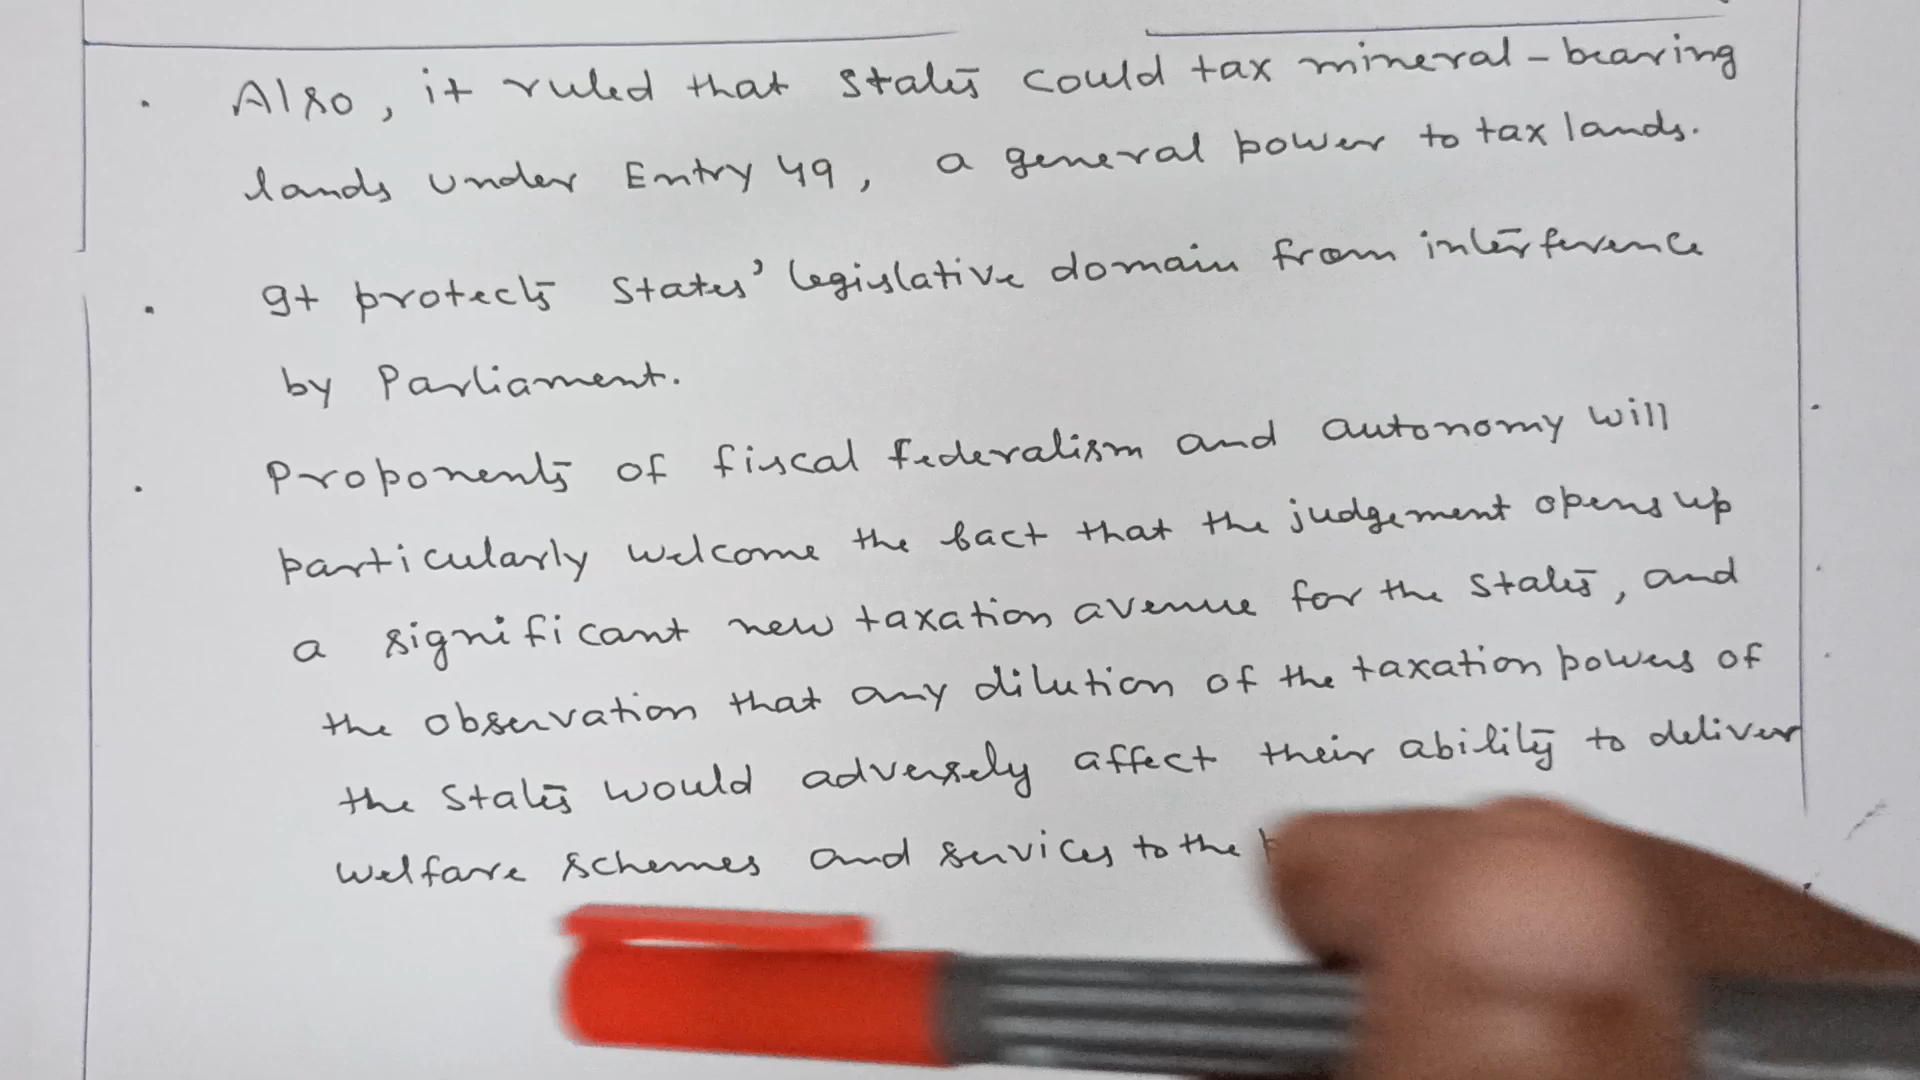 Also, it ruled that States could tax mineral-bearing
lands under Entry 49, a general power to tax lands.
It protects States' legislative domain from interference
by Parliament.
Proponents of fiscal federalism and autonomy will
particularly welcome the fact that the judgement opens up
a significant new taxation avenue for the States, and
the observation that any dilution of the taxation powers of
the States would adversely affect their ability to deliver
welfare schemes and services to the